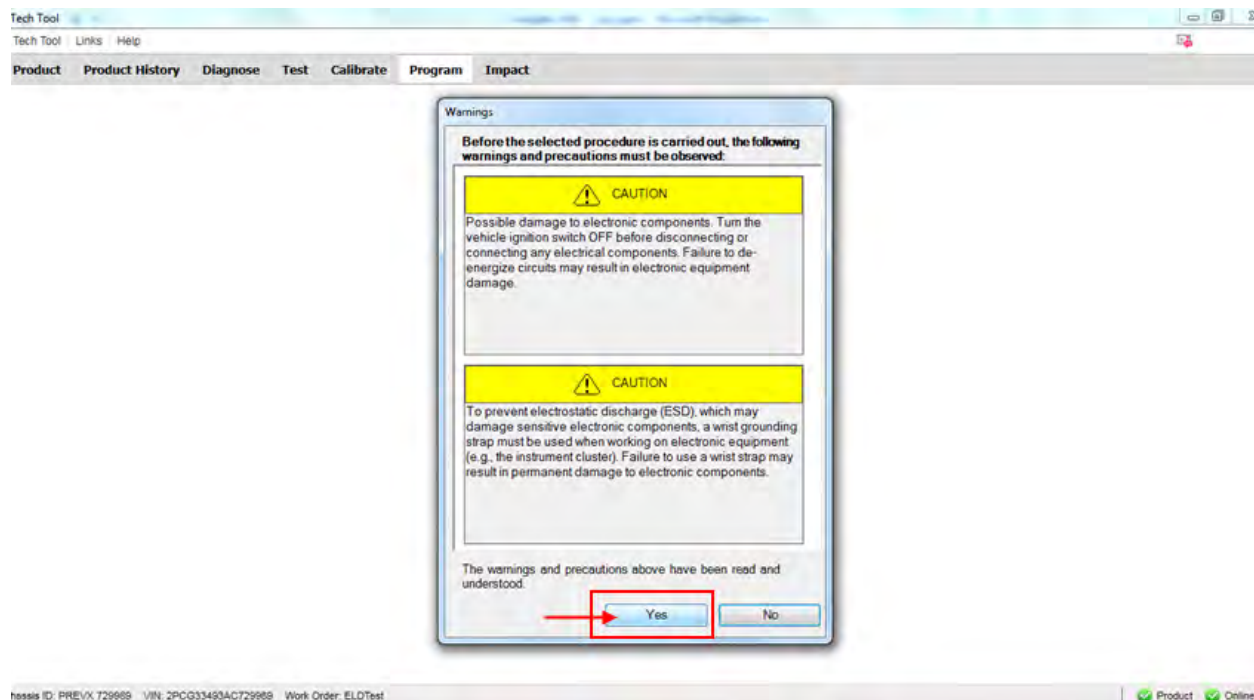 Tech Tool
Tech Tool Links Help
Product Product History Diagnose Test Calibrate Program Impact
Warnings
Before the selected procedure is carried out, the following
warnings and precautions must be observed:
CAUTION
Possible damage to electronic components. Turn the
vehicle ignition switch OFF before disconnecting or
connecting any electrical components. Failure to de-
energize circuits may result in electronic equipment
damage.
CAUTION
To prevent electrostatic discharge (ESD), which may
damage sensitive electronic components, a wrist grounding
strap must be used when working on electronic equipment
(e.g., the instrument cluster). Failure to use a wrist strap may
result in permanent damage to electronic components.
The warnings and precautions above have been read and
understood.
Yes No
hassis ID: PREVX 729969 VIN: 2PCG33493AC729969 Work Order: ELDTest Product Online